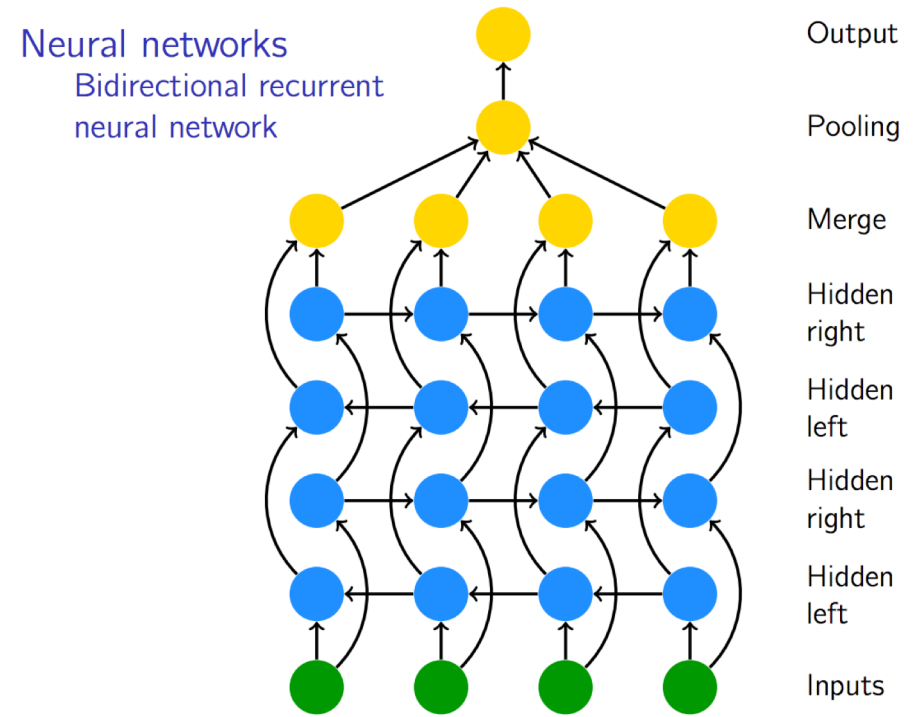 Neural networks
Bidirectional recurrent
neural network
Output
Pooling
Merge
Hidden
right
Hidden
left
Hidden
right
Hidden
left
Inputs